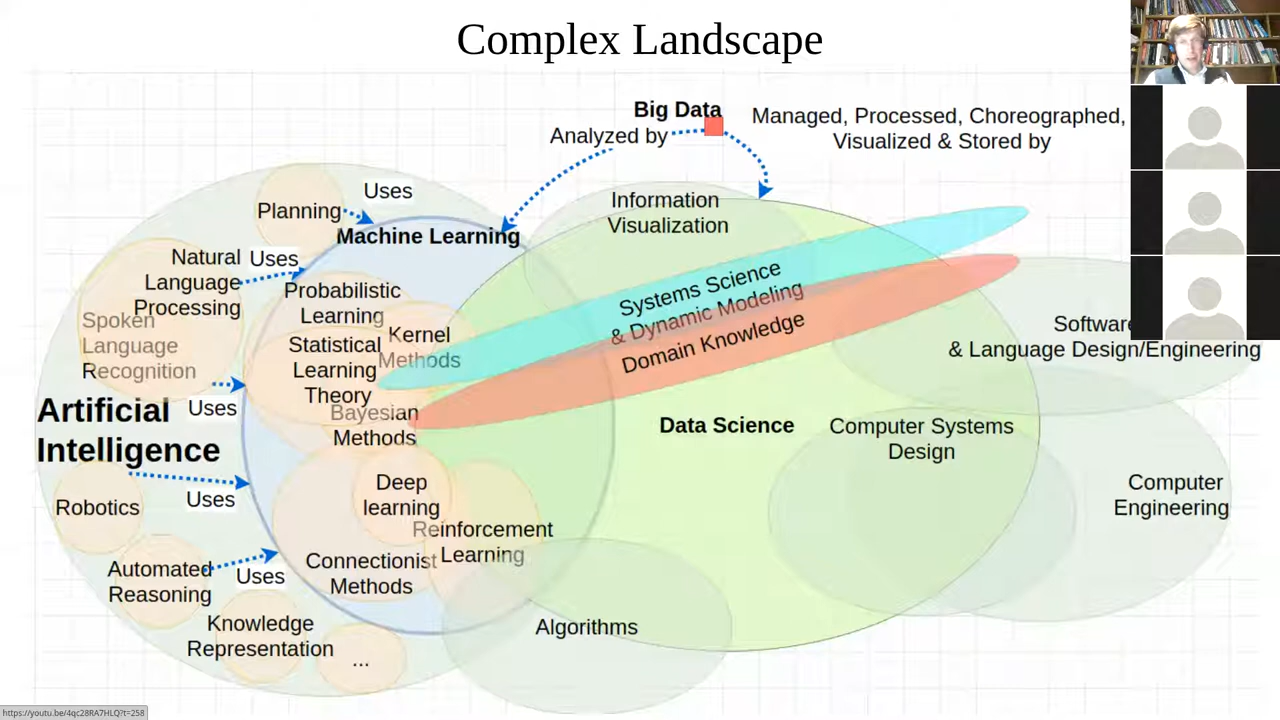 Complex Landscape
Big Data
Analyzed by
Managed, Processed, Choreographed,
Visualized & Stored by
Uses
Planning
Machine Learning
Information
Visualization
Natural
Language
Processing
Uses
Spoken
Language
Recognition
Uses
Probabilistic
Learning
Kernel
Methods
Statistical
Learning
Theory
Bayesian
Methods
Systems Science
& Dynamic Modeling
Domain Knowledge
Software
& Language Design/Engineering
Artificial
Intelligence
Data Science
Computer Systems
Design
Computer
Engineering
Uses
Robotics
Deep
learning
Reinforcement
Learning
Connectionist
Methods
Automated
Reasoning
Uses
Knowledge
Representation
...
Algorithms
https://youtu.be/4qc28RA7HLQ?t=258